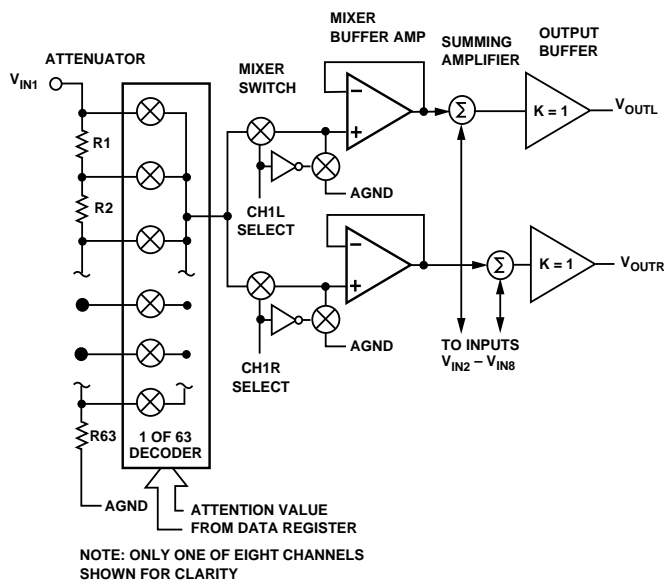 ATTENUATOR
VIN1
R1
R2
R63
AGND
1 OF 63
DECODER
ATTENTION VALUE
FROM DATA REGISTER
MIXER
SWITCH
CH1L
SELECT
AGND
CH1R
SELECT
AGND
MIXER
BUFFER AMP
−
+
−
+
SUMMING
AMPLIFIER
Σ
Σ
TO INPUTS
VIN2 – VIN8
OUTPUT
BUFFER
K = 1
VOUTL
K = 1
VOUTR
NOTE: ONLY ONE OF EIGHT CHANNELS
SHOWN FOR CLARITY